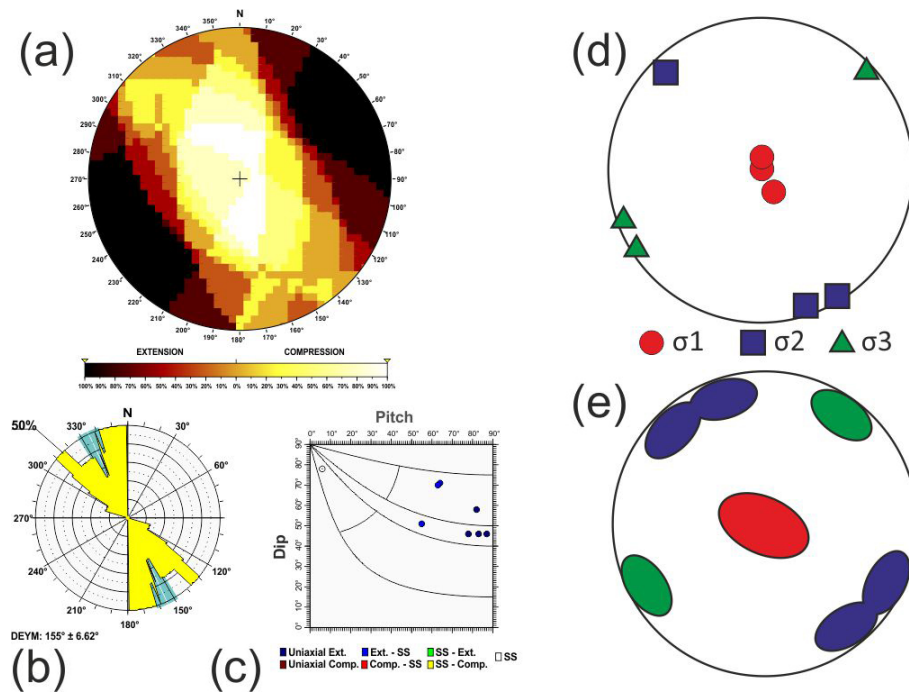 (a)
N
350° 10°
340° 20°
330° 30°
320° 40°
310° 50°
300° 60°
290° 70°
280° 80°
270° 90°
260° 100°
250° 110°
240° 120°
230° 130°
220° 140°
210° 150°
200° 160°
190° 180° 170°
EXTENSION COMPRESSION
100% 90% 80% 70% 60% 50% 40% 30% 20% 10% 0% 10% 20% 30% 40% 50% 60% 70% 80% 90% 100%
N
50%
330° 30°
300° 60°
270°
240° 120°
210° 150°
180°
DEYM: 155° ± 6.62°
(b)
Pitch
0° 10° 20° 30° 40° 50° 60° 70° 80° 90°
90°
80°
70°
60°
50°
40°
30°
20°
10°
0°
Dip
Uniaxial Ext. Ext. - SS SS - Ext. SS
Uniaxial Comp. Comp. - SS SS - Comp.
(c)
(d)
σ1 σ2 σ3
(e)